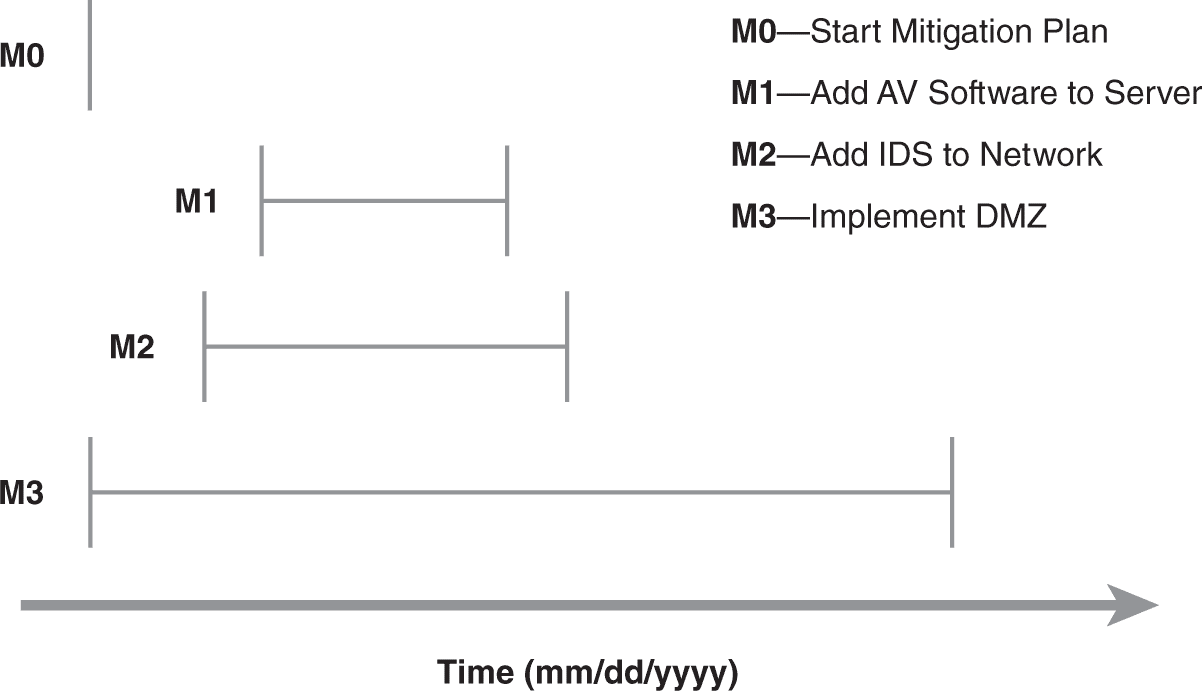 M0
M0—Start Mitigation Plan
M1—Add AV Software to Server
M2—Add IDS to Network
M3—Implement DMZ
M1
M2
M3
Time (mm/dd/yyyy)